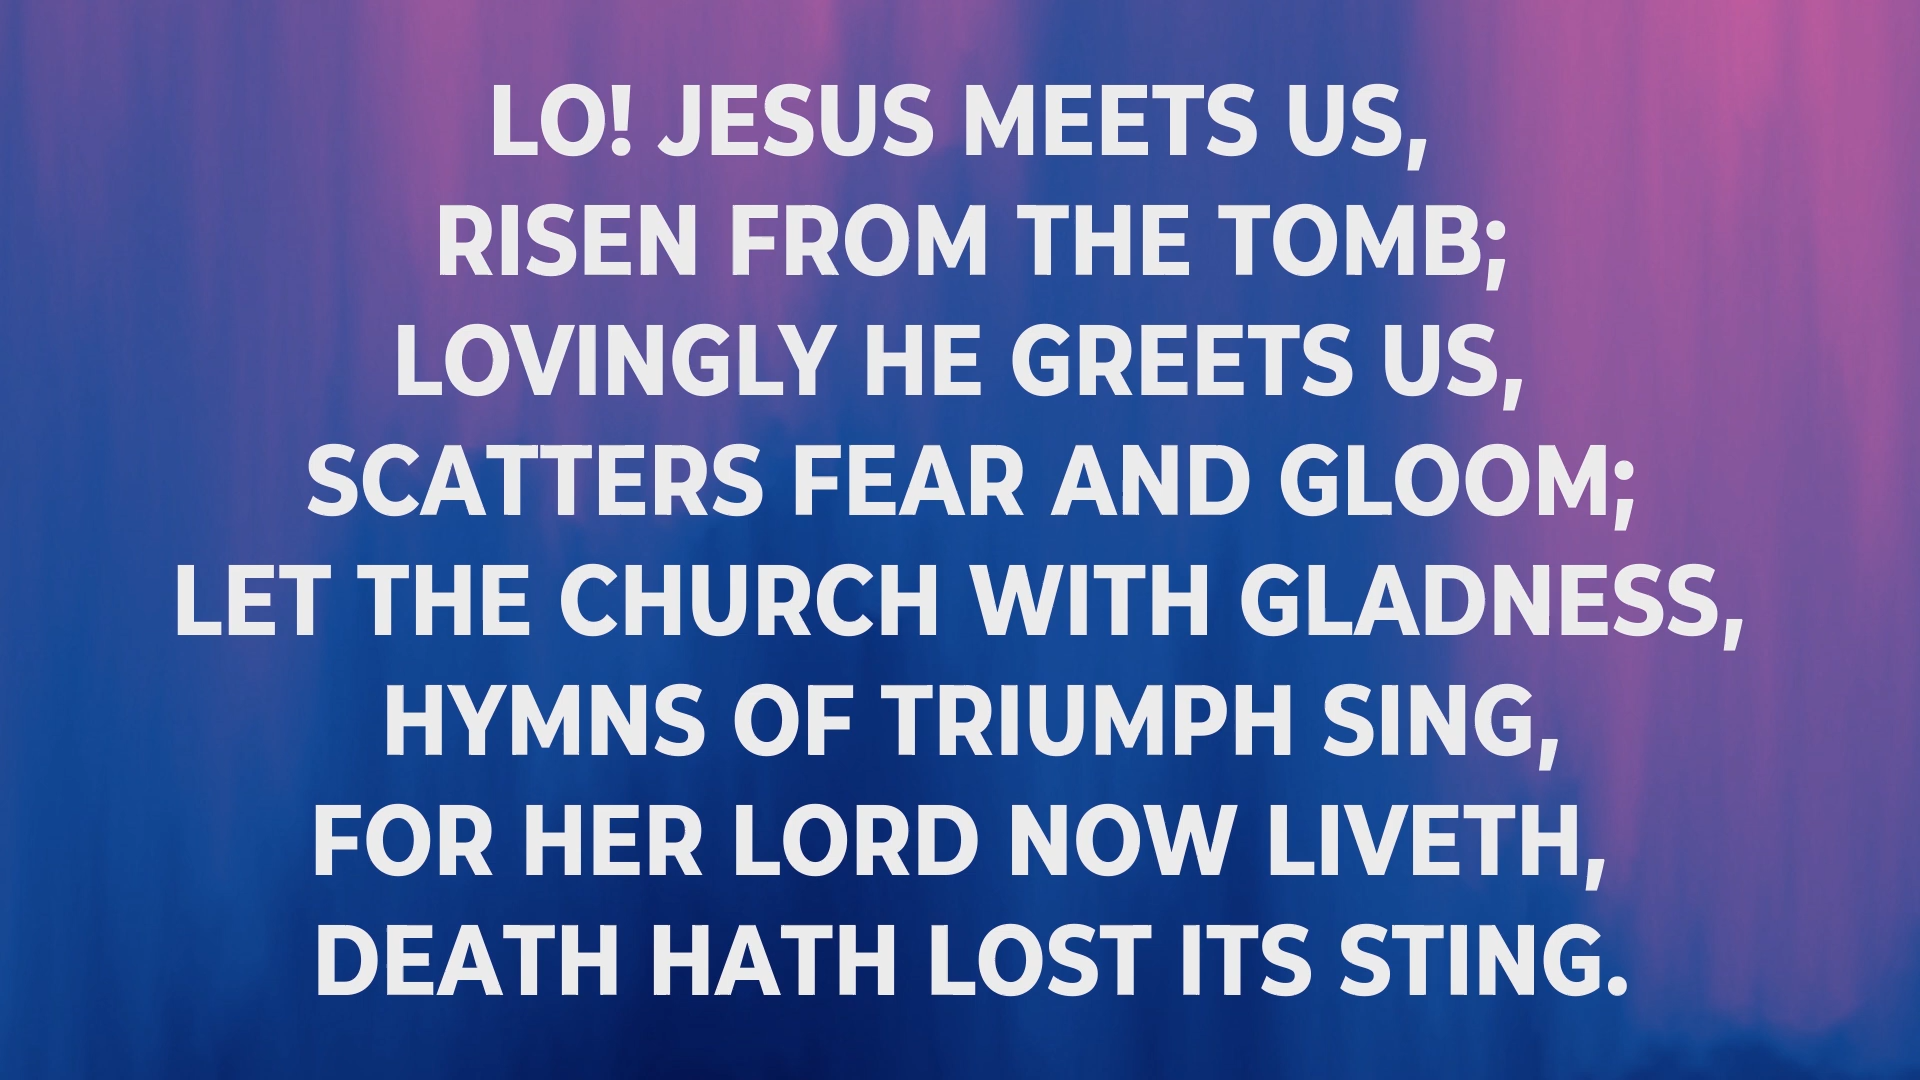 LO! JESUS MEETS US,
RISEN FROM THE TOMB;
LOVINGLY HE GREETS US,
SCATTERS FEAR AND GLOOM;
LET THE CHURCH WITH GLADNESS,
HYMNS OF TRIUMPH SING,
FOR HER LORD NOW LIVETH,
DEATH HATH LOST ITS STING.